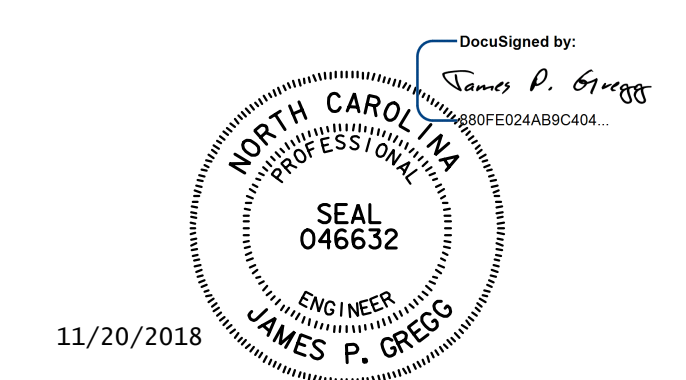 DocuSigned by:
James P. Gregg
880FE024AB9C404...
NORTH CAROLINA
PROFESSIONAL
SEAL
046632
ENGINEER
JAMES P. GREGG
11/20/2018